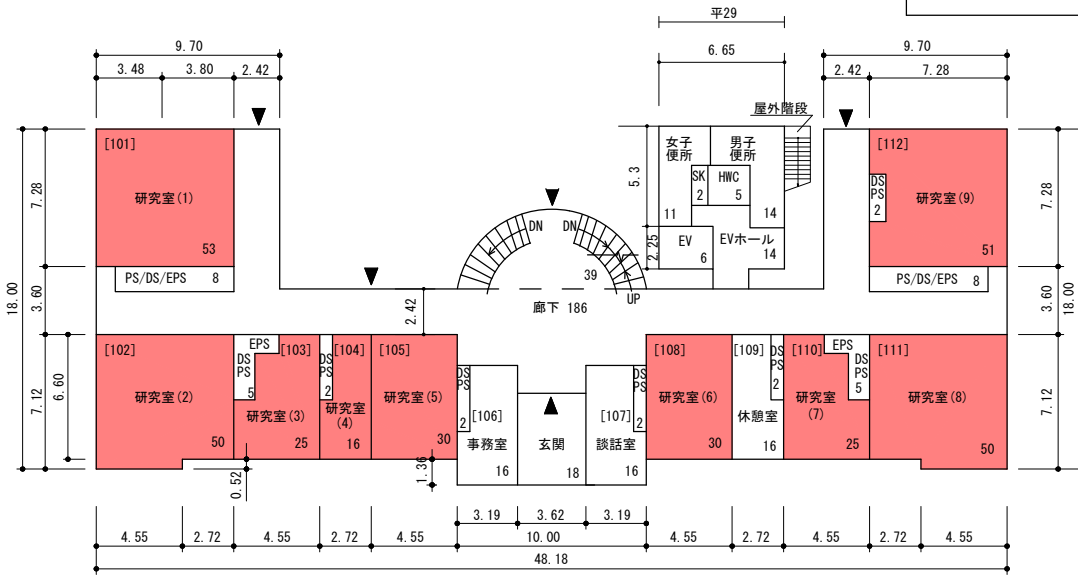 平29
9.70
6.65
9.70
3.48
3.80
2.42
2.42
7.28
屋外階段
[101]
研究室(1)
53
PS/DS/EPS 8
女子
便所
男子
便所
SK
2
HWC
5
11
14
EV
6
EVホール
14
5.3
2.25
[112]
DS
PS
2
研究室(9)
51
PS/DS/EPS 8
DN
DN
39
UP
廊下 186
2.42
18.00
7.28
3.60
7.12
6.60
7.28
3.60
7.12
18.00
[102]
研究室(2)
50
EPS
DS
PS
5
[103]
研究室(3)
25
DS
PS
2
[104]
研究室
(4)
16
[105]
研究室(5)
30
DS
PS
2
[106]
事務室
16
玄関
18
[107]
談話室
16
DS
PS
2
[108]
研究室(6)
30
[109]
休憩室
16
DS
PS
2
[110]
研究室
(7)
25
EPS
DS
PS
5
[111]
研究室(8)
50
0.52
1.36
3.19
3.62
3.19
4.55
2.72
4.55
2.72
4.55
10.00
4.55
2.72
4.55
2.72
4.55
48.18